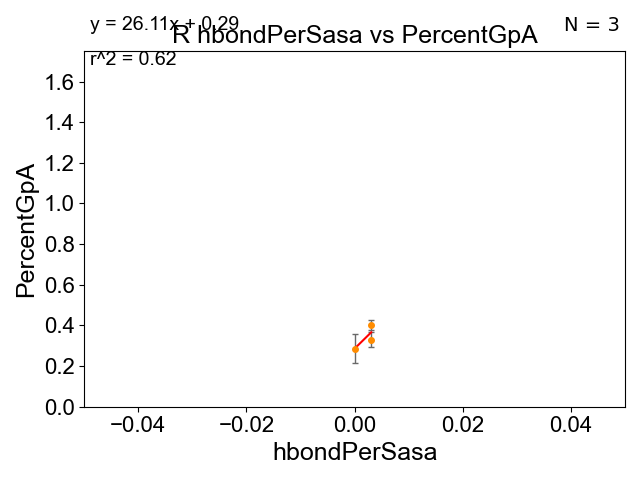 y = 26.11x + 0.29
R hbondPerSasa vs PercentGpA
N = 3
r^2 = 0.62
PercentGpA
1.6
1.4
1.2
1.0
0.8
0.6
0.4
0.2
0.0
−0.04 −0.02 0.00 0.02 0.04
hbondPerSasa